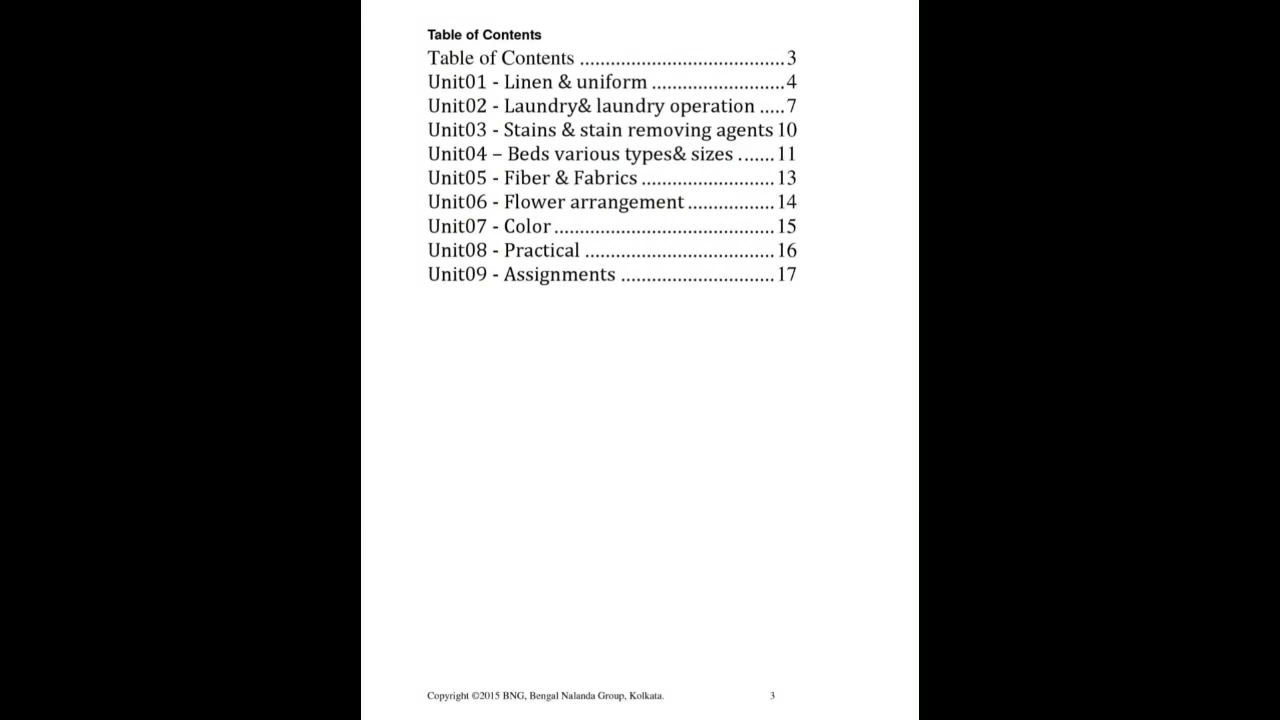 Table of Contents
Table of Contents ........................................ 3
Unit01 - Linen & uniform .......................... 4
Unit02 - Laundry& laundry operation ..... 7
Unit03 - Stains & stain removing agents 10
Unit04 – Beds various types& sizes ....... 11
Unit05 - Fiber & Fabrics .......................... 13
Unit06 - Flower arrangement ................. 14
Unit07 - Color ........................................... 15
Unit08 - Practical ..................................... 16
Unit09 - Assignments .............................. 17
Copyright ©2015 BNG, Bengal Nalanda Group, Kolkata. 3